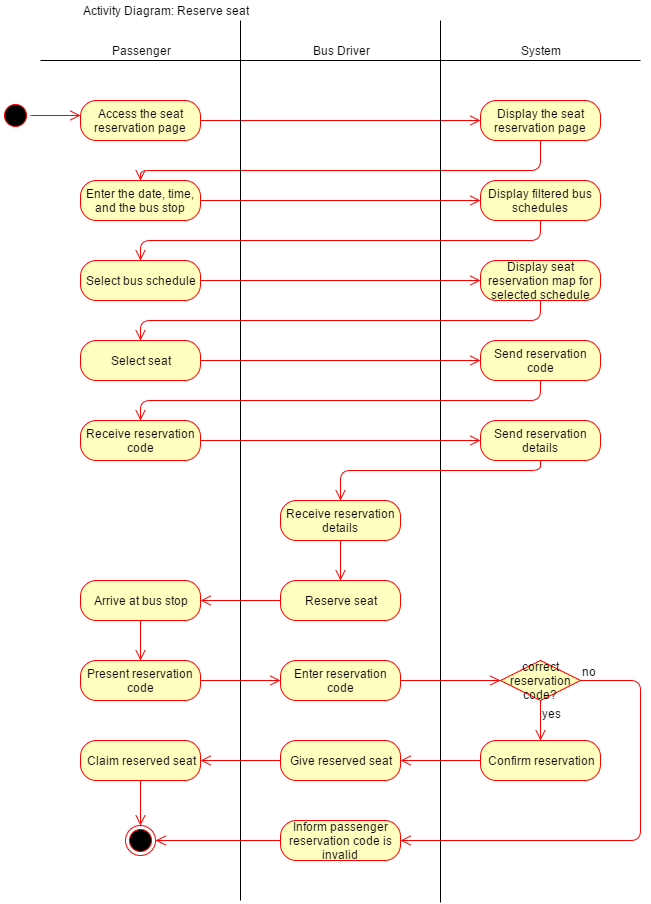 Activity Diagram: Reserve seat
Passenger
Bus Driver
System
Access the seat
reservation page
Display the seat
reservation page
Enter the date, time,
and the bus stop
Display filtered bus
schedules
Select bus schedule
Display seat
reservation map for
selected schedule
Select seat
Send reservation
code
Receive reservation
code
Send reservation
details
Receive reservation
details
Arrive at bus stop
Reserve seat
Present reservation
code
Enter reservation
code
correct
reservation
code?
no
yes
Claim reserved seat
Give reserved seat
Confirm reservation
Inform passenger
reservation code is
invalid